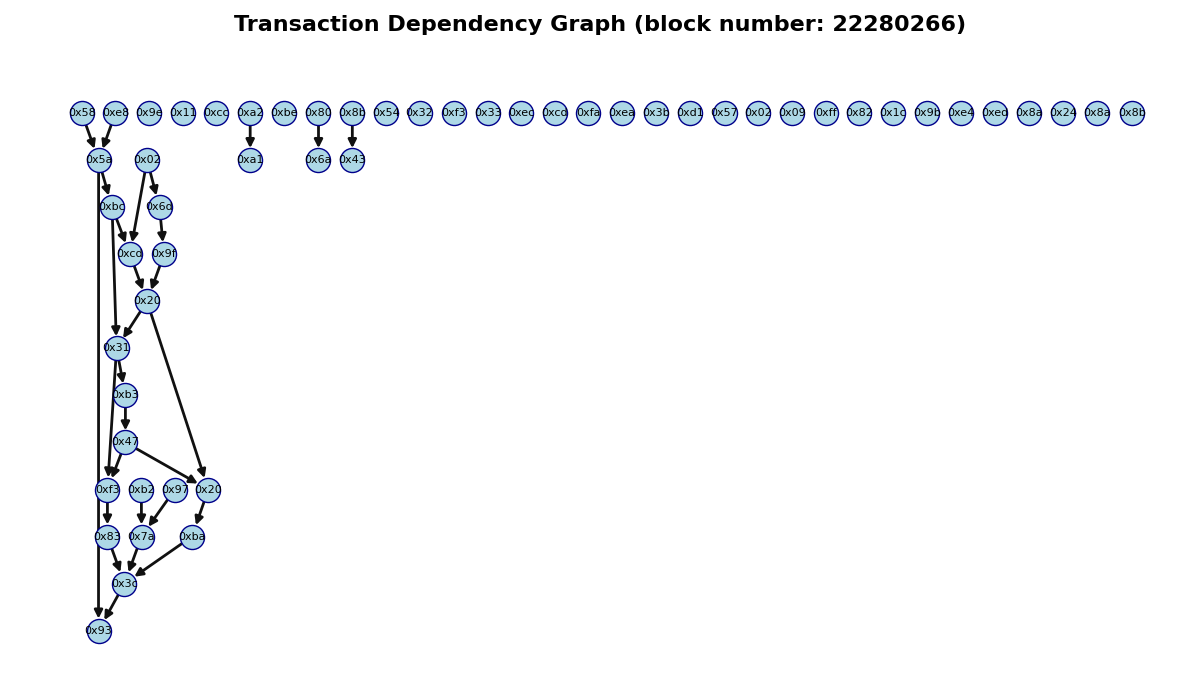 Transaction Dependency Graph (block number: 22280266)
0x58 0xe8 0x9e 0x11 0xcc 0xa2 0xbe 0x80 0x8b 0x54 0x32 0xf3 0x33 0xec 0xcd 0xfa 0xea 0x3b 0xd1 0x57 0x02 0x09 0xff 0x82 0x1c 0x9b 0xe4 0xed 0x8a 0x24 0x8a 0x8b
0x5a 0x02 0xa1 0x6a 0x43
0xbc 0x6d
0xcd 0x9f
0x20
0x31
0xb3
0x47
0xf3 0xb2 0x97 0x20
0x83 0x7a 0xba
0x3c
0x93